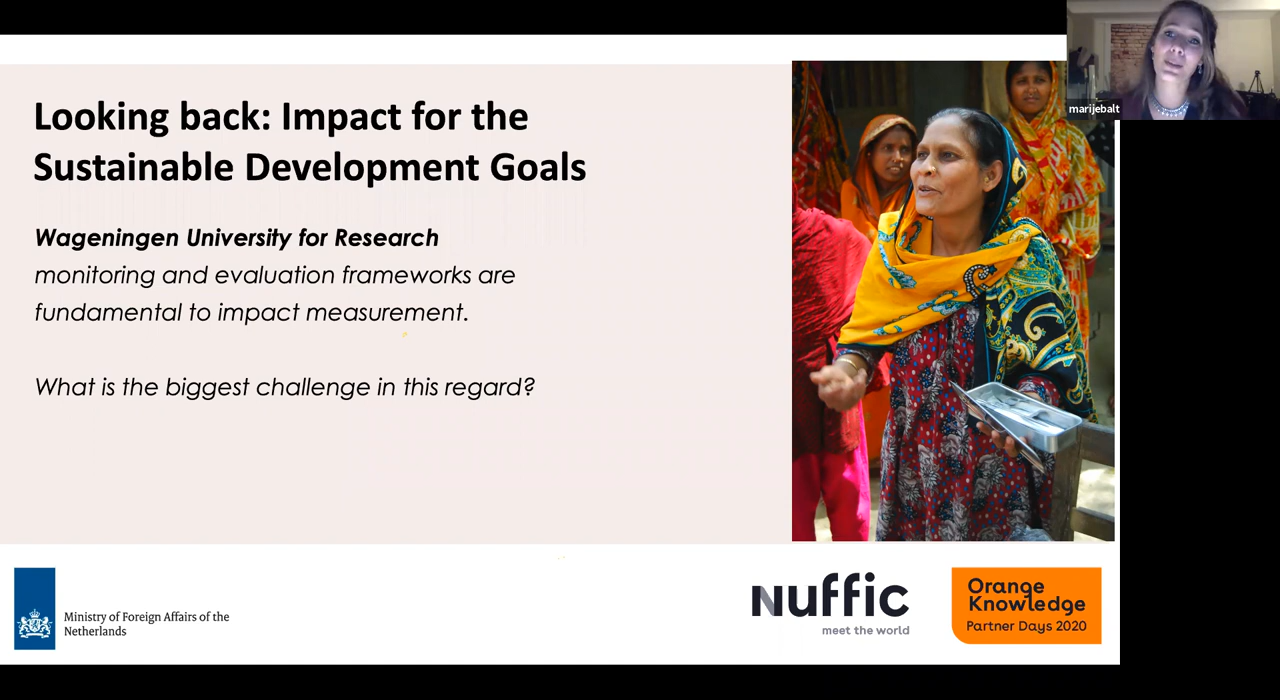 Looking back: Impact for the
Sustainable Development Goals
Wageningen University for Research
monitoring and evaluation frameworks are
fundamental to impact measurement.
What is the biggest challenge in this regard?
marijebalt
Ministry of Foreign Affairs of the
Netherlands
nuffic
meet the world
Orange
Knowledge
Partner Days 2020